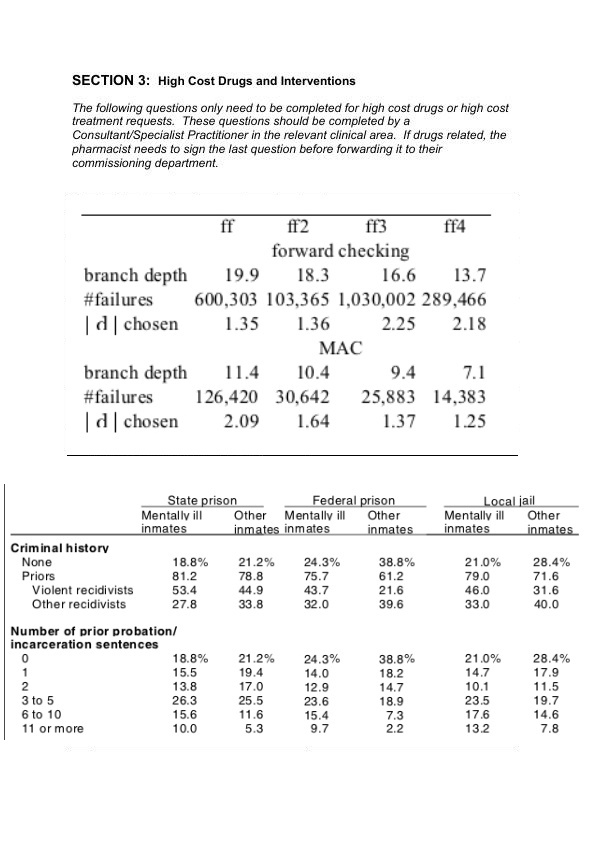 SECTION 3: High Cost Drugs and Interventions
The following questions only need to be completed for high cost drugs or high cost
treatment requests. These questions should be completed by a
Consultant/Specialist Practitioner in the relevant clinical area. If drugs related, the
pharmacist needs to sign the last question before forwarding it to their
commissioning department.
ff ff2 ff3 ff4
forward checking
branch depth 19.9 18.3 16.6 13.7
#failures 600,303 103,365 1,030,002 289,466
| d | chosen 1.35 1.36 2.25 2.18
MAC
branch depth 11.4 10.4 9.4 7.1
#failures 126,420 30,642 25,883 14,383
| d | chosen 2.09 1.64 1.37 1.25
State prison Federal prison Local jail
Mentally ill Other Mentally ill Other Mentally ill Other
inmates inmates inmates inmates inmates inmates
Criminal history
None 18.8% 21.2% 24.3% 38.8% 21.0% 28.4%
Priors 81.2 78.8 75.7 61.2 79.0 71.6
Violent recidivists 53.4 44.9 43.7 21.6 46.0 31.6
Other recidivists 27.8 33.8 32.0 39.6 33.0 40.0
Number of prior probation/
incarceration sentences
0 18.8% 21.2% 24.3% 38.8% 21.0% 28.4%
1 15.5 19.4 14.0 18.2 14.7 17.9
2 13.8 17.0 12.9 14.7 10.1 11.5
3 to 5 26.3 25.5 23.6 18.9 23.5 19.7
6 to 10 15.6 11.6 15.4 7.3 17.6 14.6
11 or more 10.0 5.3 9.7 2.2 13.2 7.8